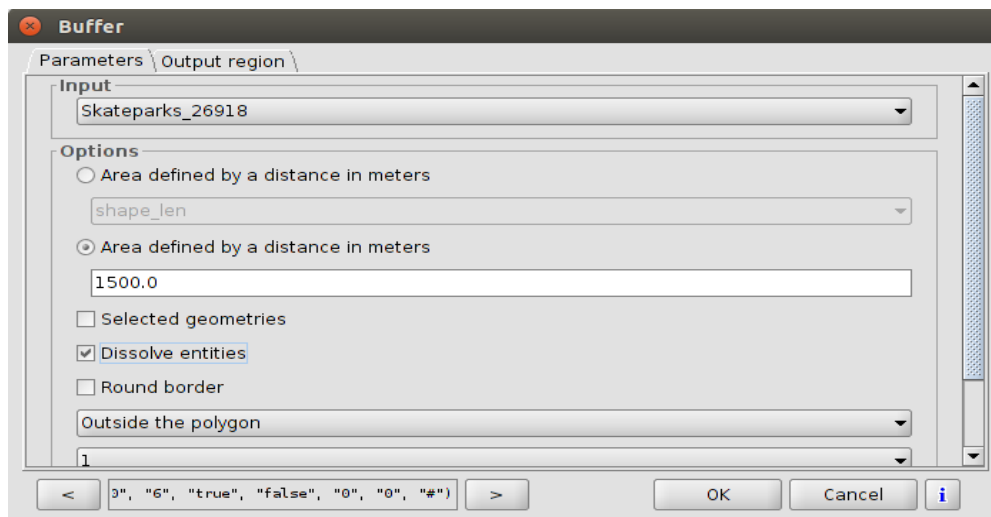 Buffer
Parameters Output region
Input
Skateparks_26918
Options
Area defined by a distance in meters
shape_len
Area defined by a distance in meters
1500.0
Selected geometries
Dissolve entities
Round border
Outside the polygon
1
< 0", "6", "true", "false", "0", "0", "#") > OK Cancel i